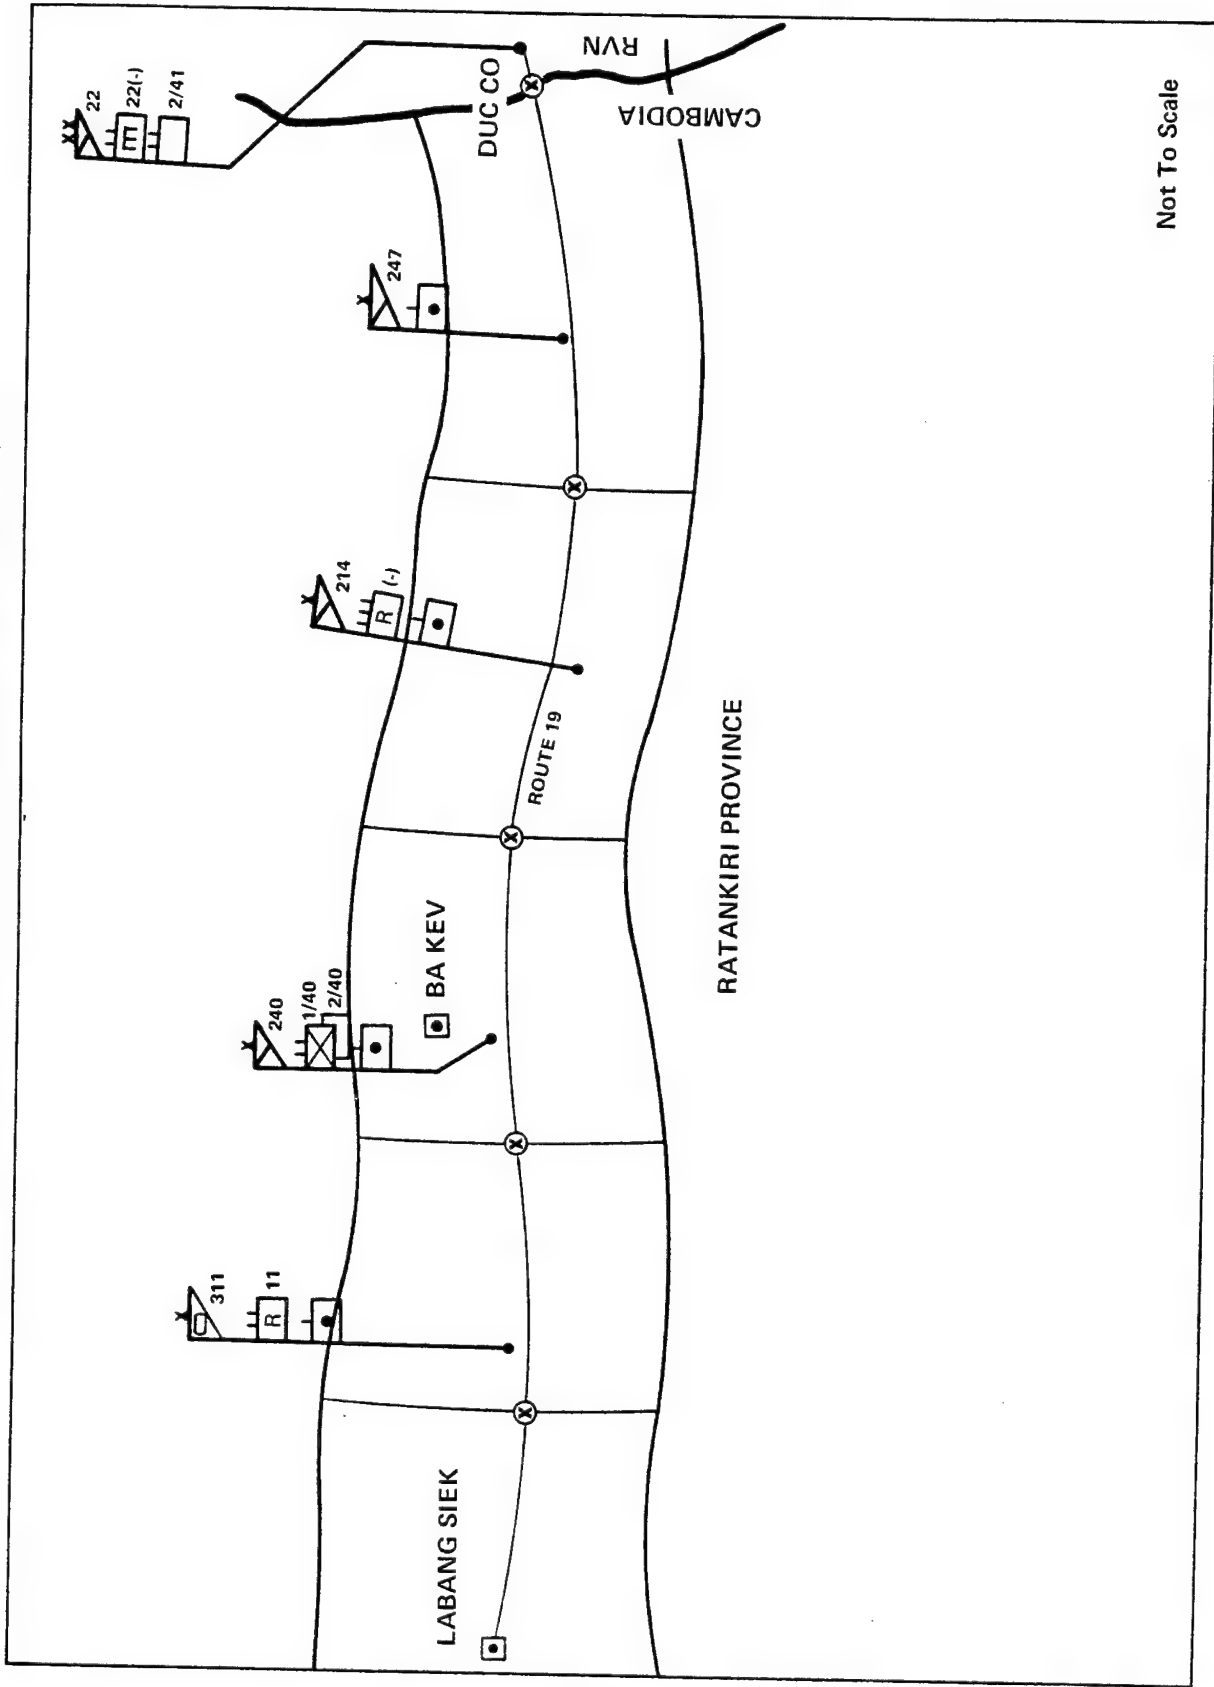 22
22(-)
E
2/41
DUC CO
RVN
CAMBODIA
247
214
R
(-)
ROUTE 19
240
1/40
2/40
BA KEV
311
11
R
LABANG SIEK
RATANKIRI PROVINCE
Not To Scale